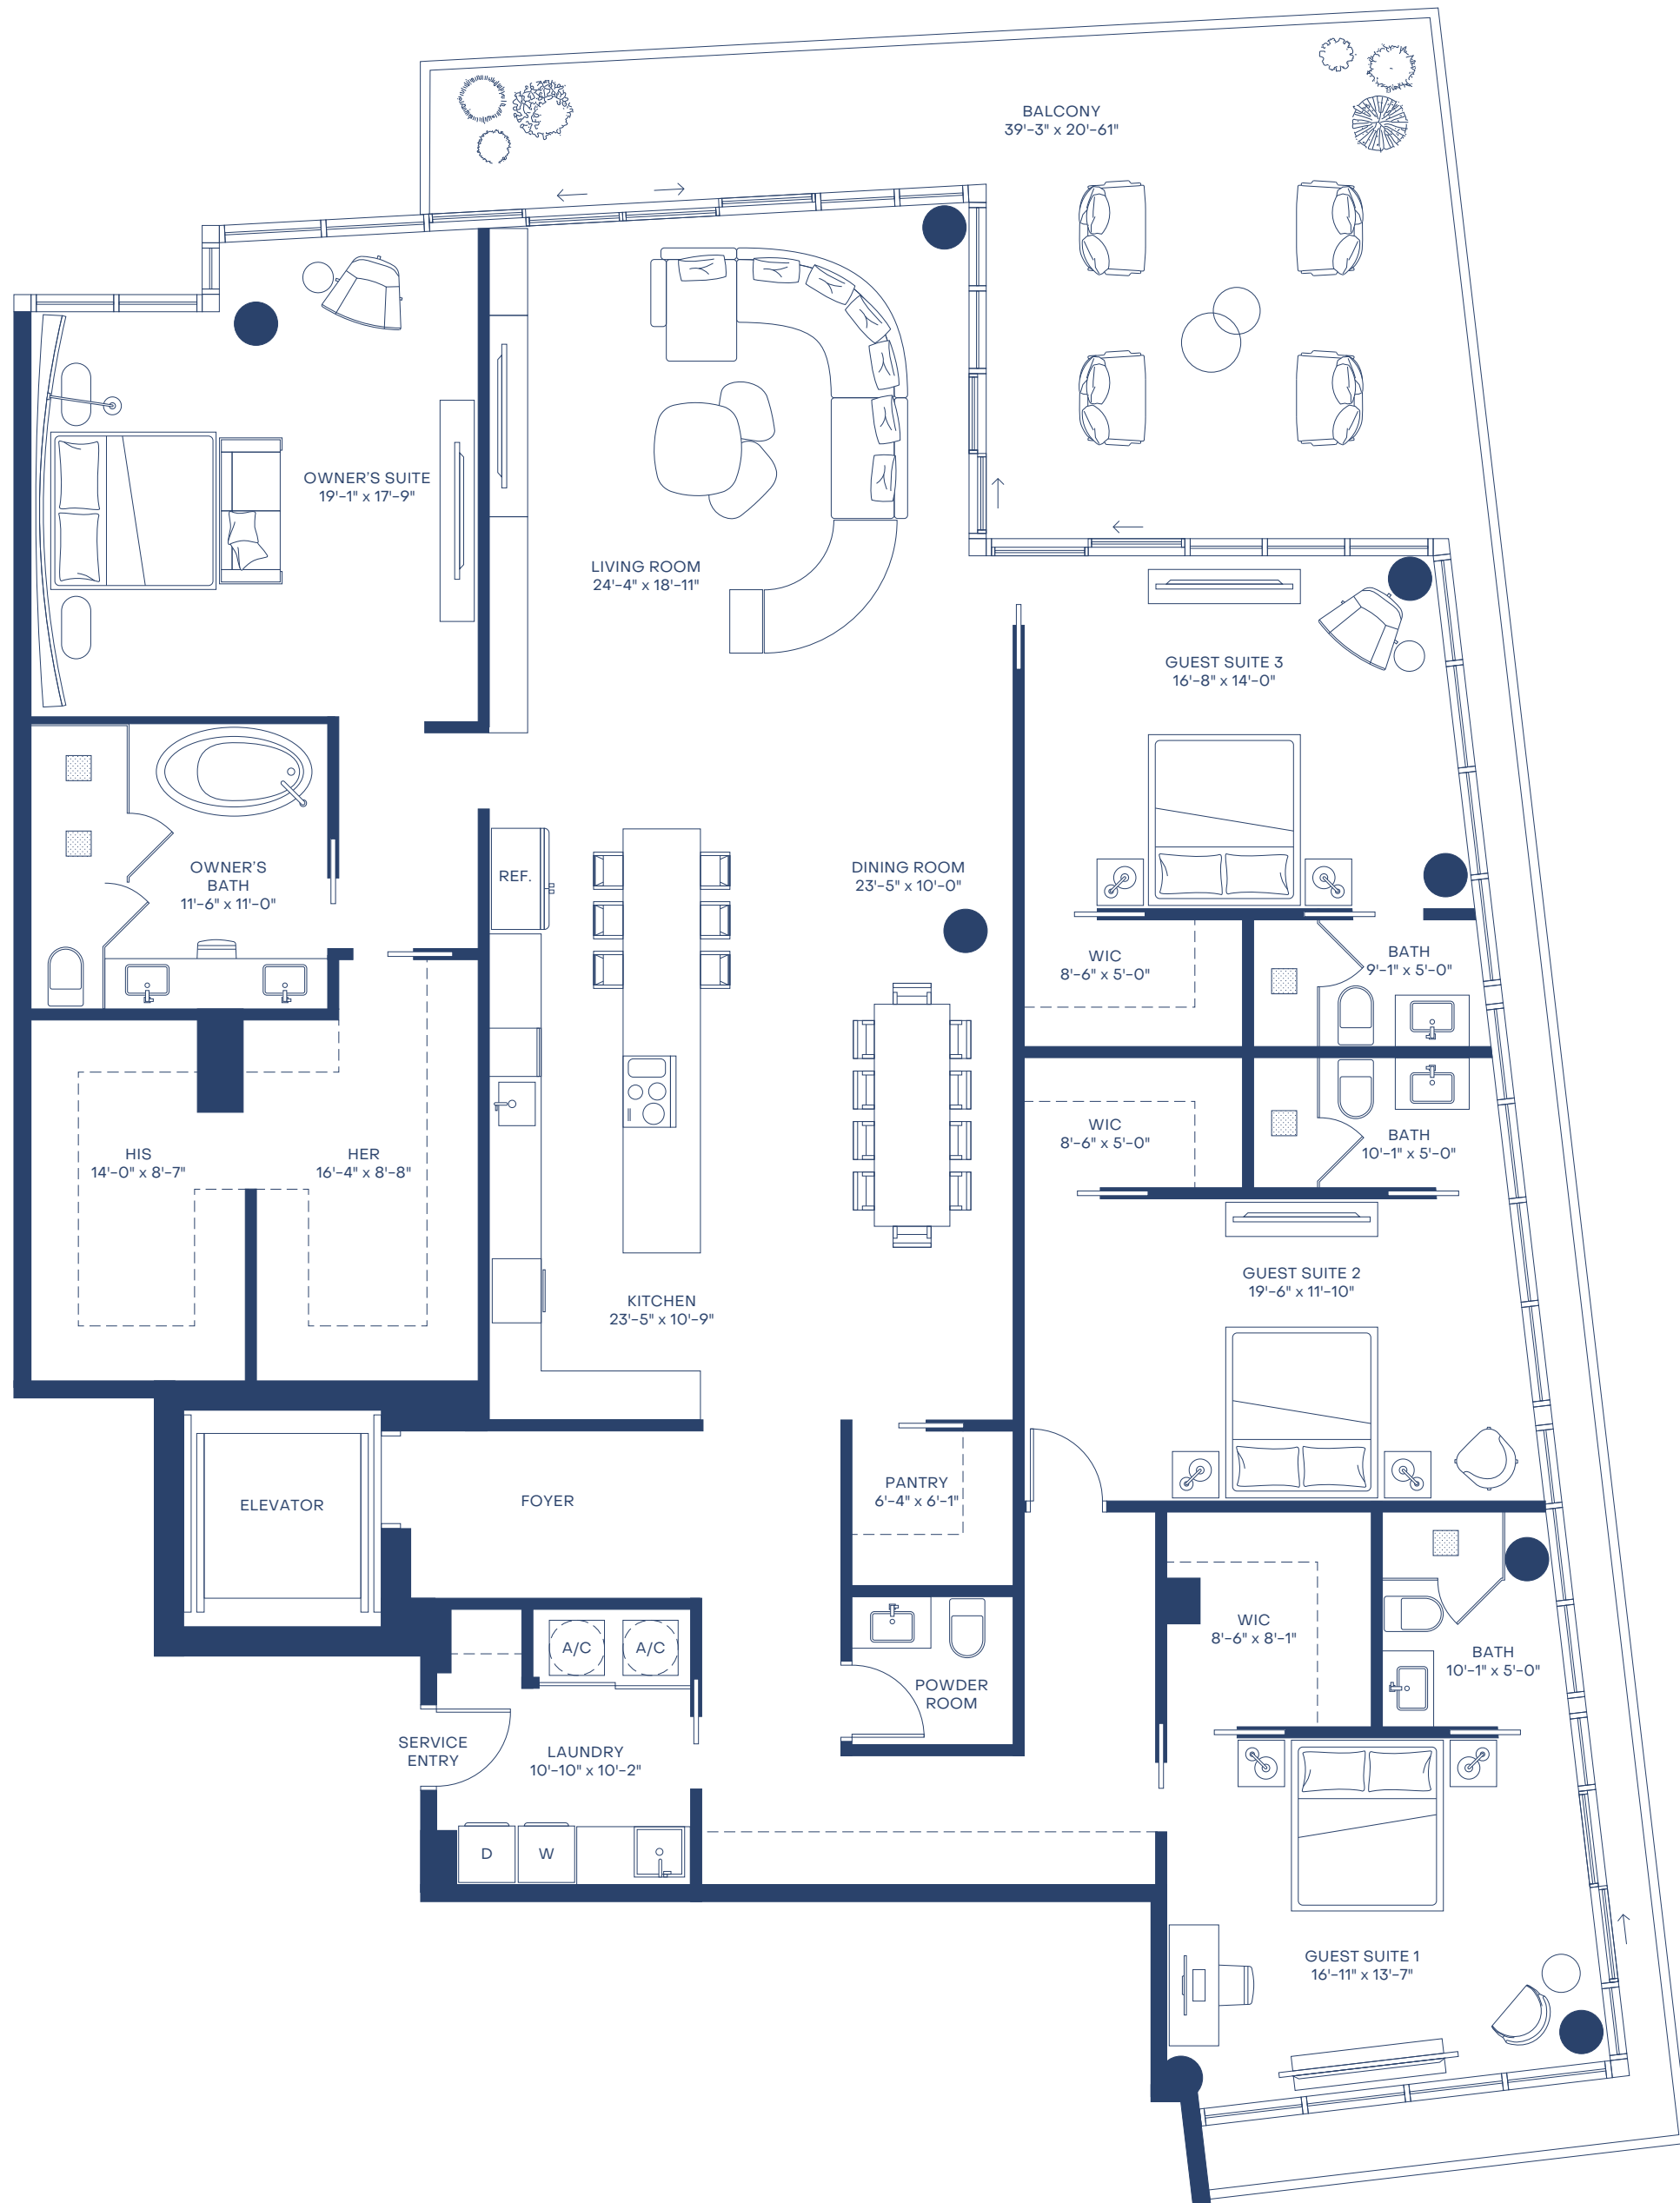 BALCONY
39'-3" x 20'-61"
OWNER'S SUITE
19'-1" x 17'-9"
LIVING ROOM
24'-4" x 18'-11"
GUEST SUITE 3
16'-8" x 14'-0"
OWNER'S
BATH
11'-6" x 11'-0"
REF.
DINING ROOM
23'-5" x 10'-0"
WIC
8'-6" x 5'-0"
BATH
9'-1" x 5'-0"
HIS
14'-0" x 8'-7"
HER
16'-4" x 8'-8"
WIC
8'-6" x 5'-0"
BATH
10'-1" x 5'-0"
KITCHEN
23'-5" x 10'-9"
GUEST SUITE 2
19'-6" x 11'-10"
ELEVATOR
FOYER
PANTRY
6'-4" x 6'-1"
A/C
A/C
WIC
8'-6" x 8'-1"
BATH
10'-1" x 5'-0"
POWDER
ROOM
SERVICE
ENTRY
LAUNDRY
10'-10" x 10'-2"
D
W
GUEST SUITE 1
16'-11" x 13'-7"